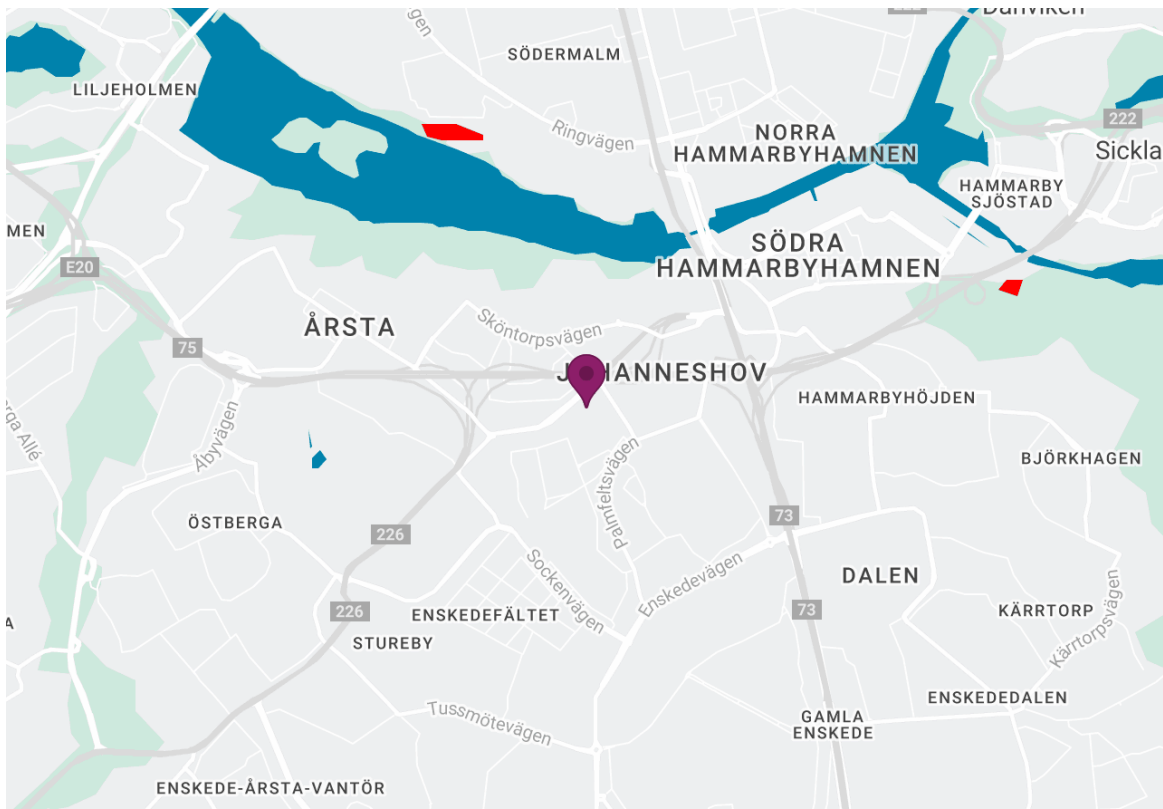 222
Danviken
SÖDERMALM
LILJEHOLMEN
222
Ringvägen
NORRA
HAMMARBYHAMNEN
Sickla
HAMMARBY
SJÖSTAD
MEN
SÖDRA
HAMMARBYHAMNEN
E20
ÅRSTA
Sköntorpsvägen
75
JOHANNESHOV
HAMMARBYHÖJDEN
Åbyvägen
BJÖRKHAGEN
Palmfeltsvägen
73
ÖSTBERGA
226
Sockenvägen
Enskedevägen
DALEN
226
ENSKEDEFÄLTET
73
KÄRRTORP
A
STUREBY
Kärrtorpsvägen
ENSKEDEDALEN
Tussmötevägen
GAMLA
ENSKEDE
ENSKEDE-ÅRSTA-VANTÖR